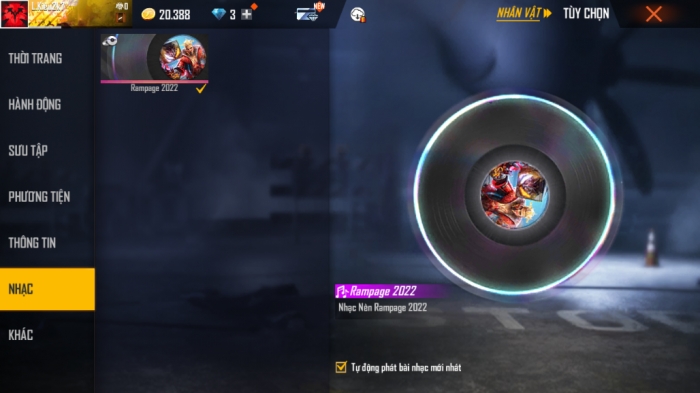 20.388
3
NEW
NHÂN VẬT
TÙY CHỌN
THỜI TRANG
HÀNH ĐỘNG
SƯU TẬP
PHƯƠNG TIỆN
THÔNG TIN
NHẠC
KHÁC
Rampage 2022
Rampage 2022
Nhạc Nền Rampage 2022
Tự động phát bài nhạc mới nhất